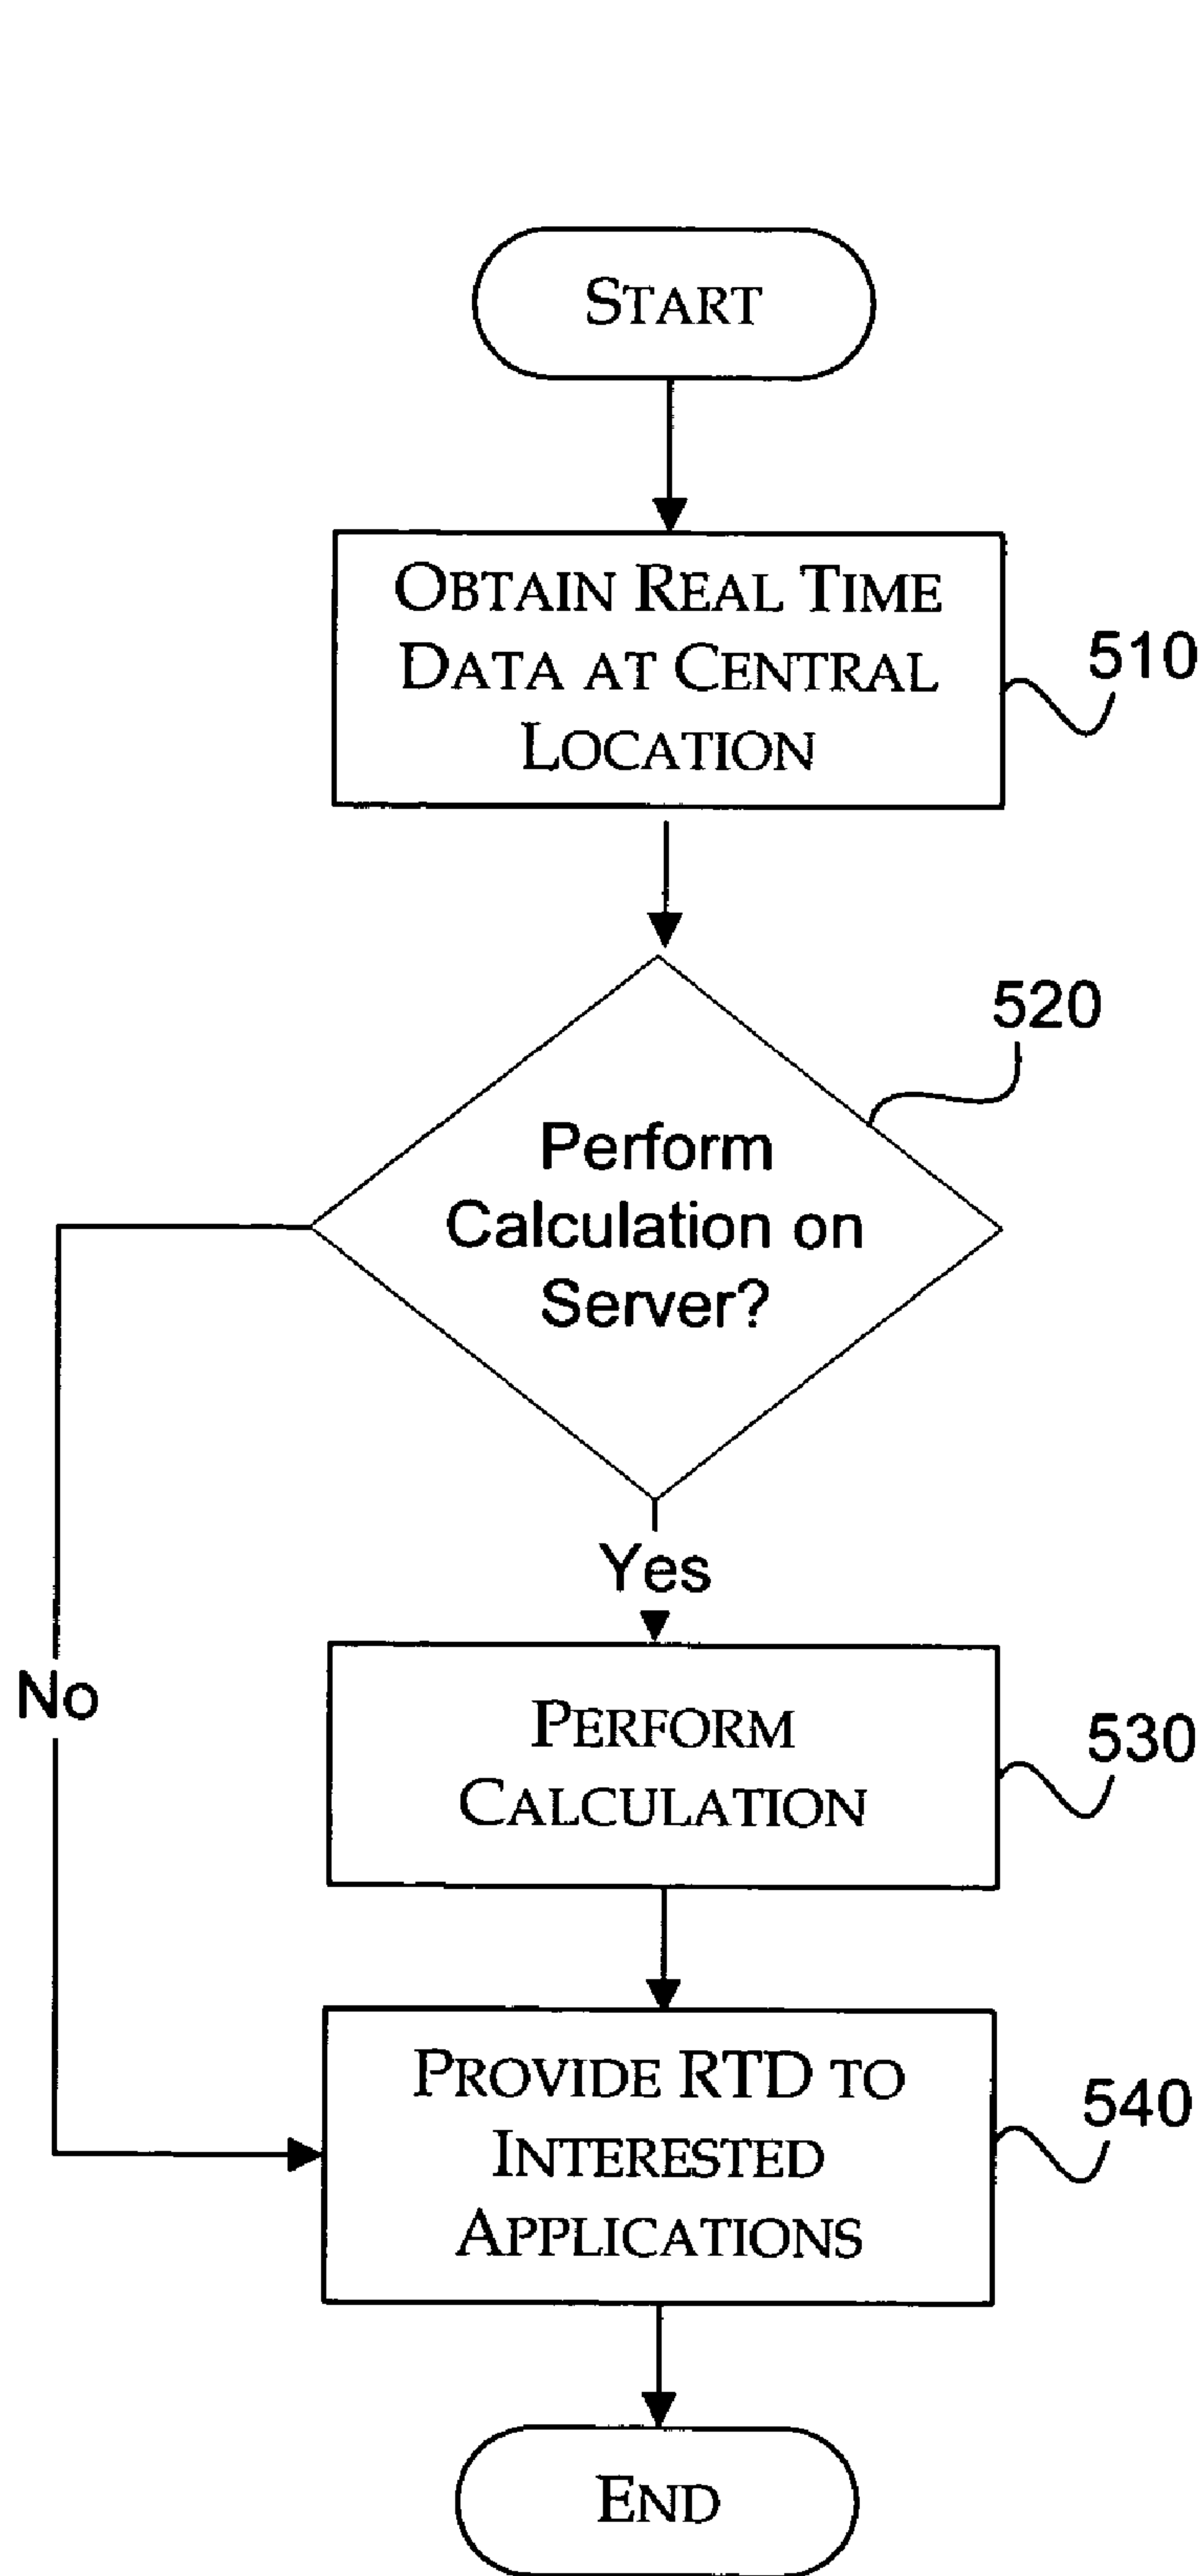 START
OBTAIN REAL TIME
DATA AT CENTRAL
LOCATION
510
520
Perform
Calculation on
Server?
Yes
No
PERFORM
CALCULATION
530
PROVIDE RTD TO
INTERESTED
APPLICATIONS
540
END